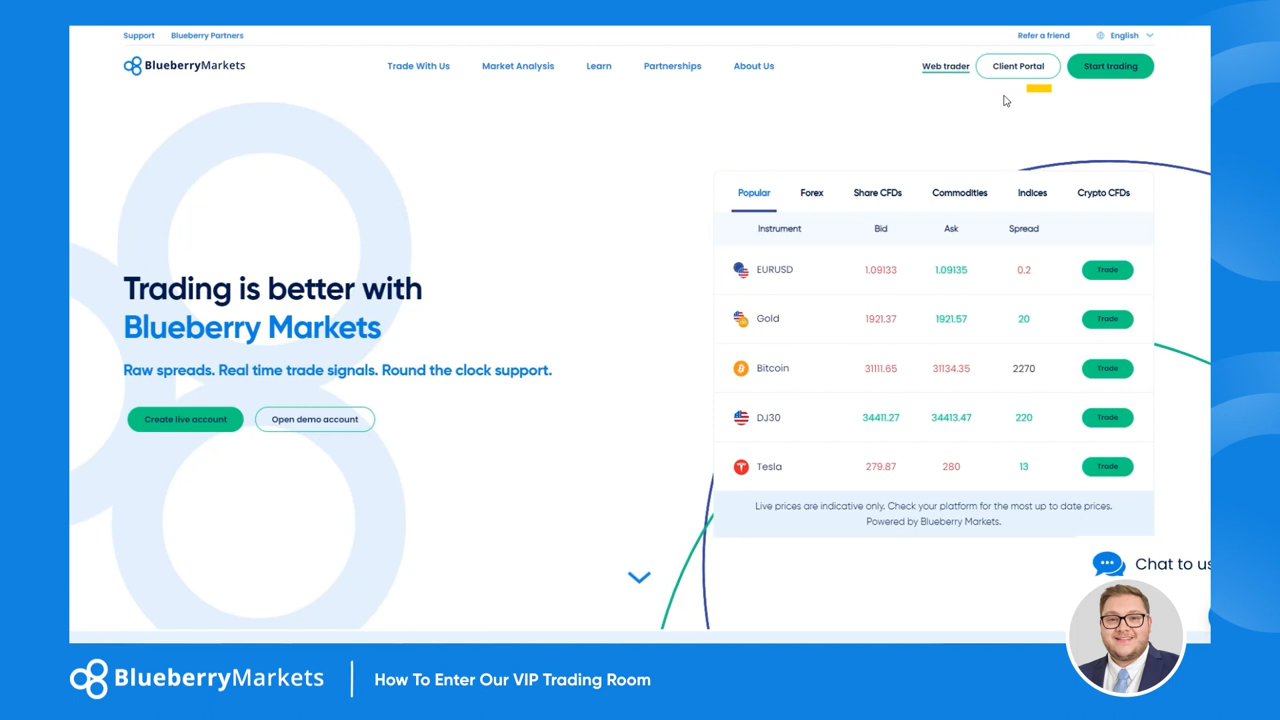 Support Blueberry Partners Refer a friend English
BlueberryMarkets Trade With Us Market Analysis Learn Partnerships About Us Web trader Client Portal Start trading
Trading is better with
Blueberry Markets
Raw spreads. Real time trade signals. Round the clock support.
Create live account Open demo account
Popular Forex Share CFDs Commodities Indices Crypto CFDs
Instrument Bid Ask Spread
EURUSD 1.09133 1.09135 0.2 Trade
Gold 1921.37 1921.57 20 Trade
Bitcoin 31111.65 31134.35 2270 Trade
DJ30 34411.27 34413.47 220 Trade
Tesla 279.87 280 13 Trade
Live prices are indicative only. Check your platform for the most up to date prices.
Powered by Blueberry Markets.
Chat to us
BlueberryMarkets How To Enter Our VIP Trading Room